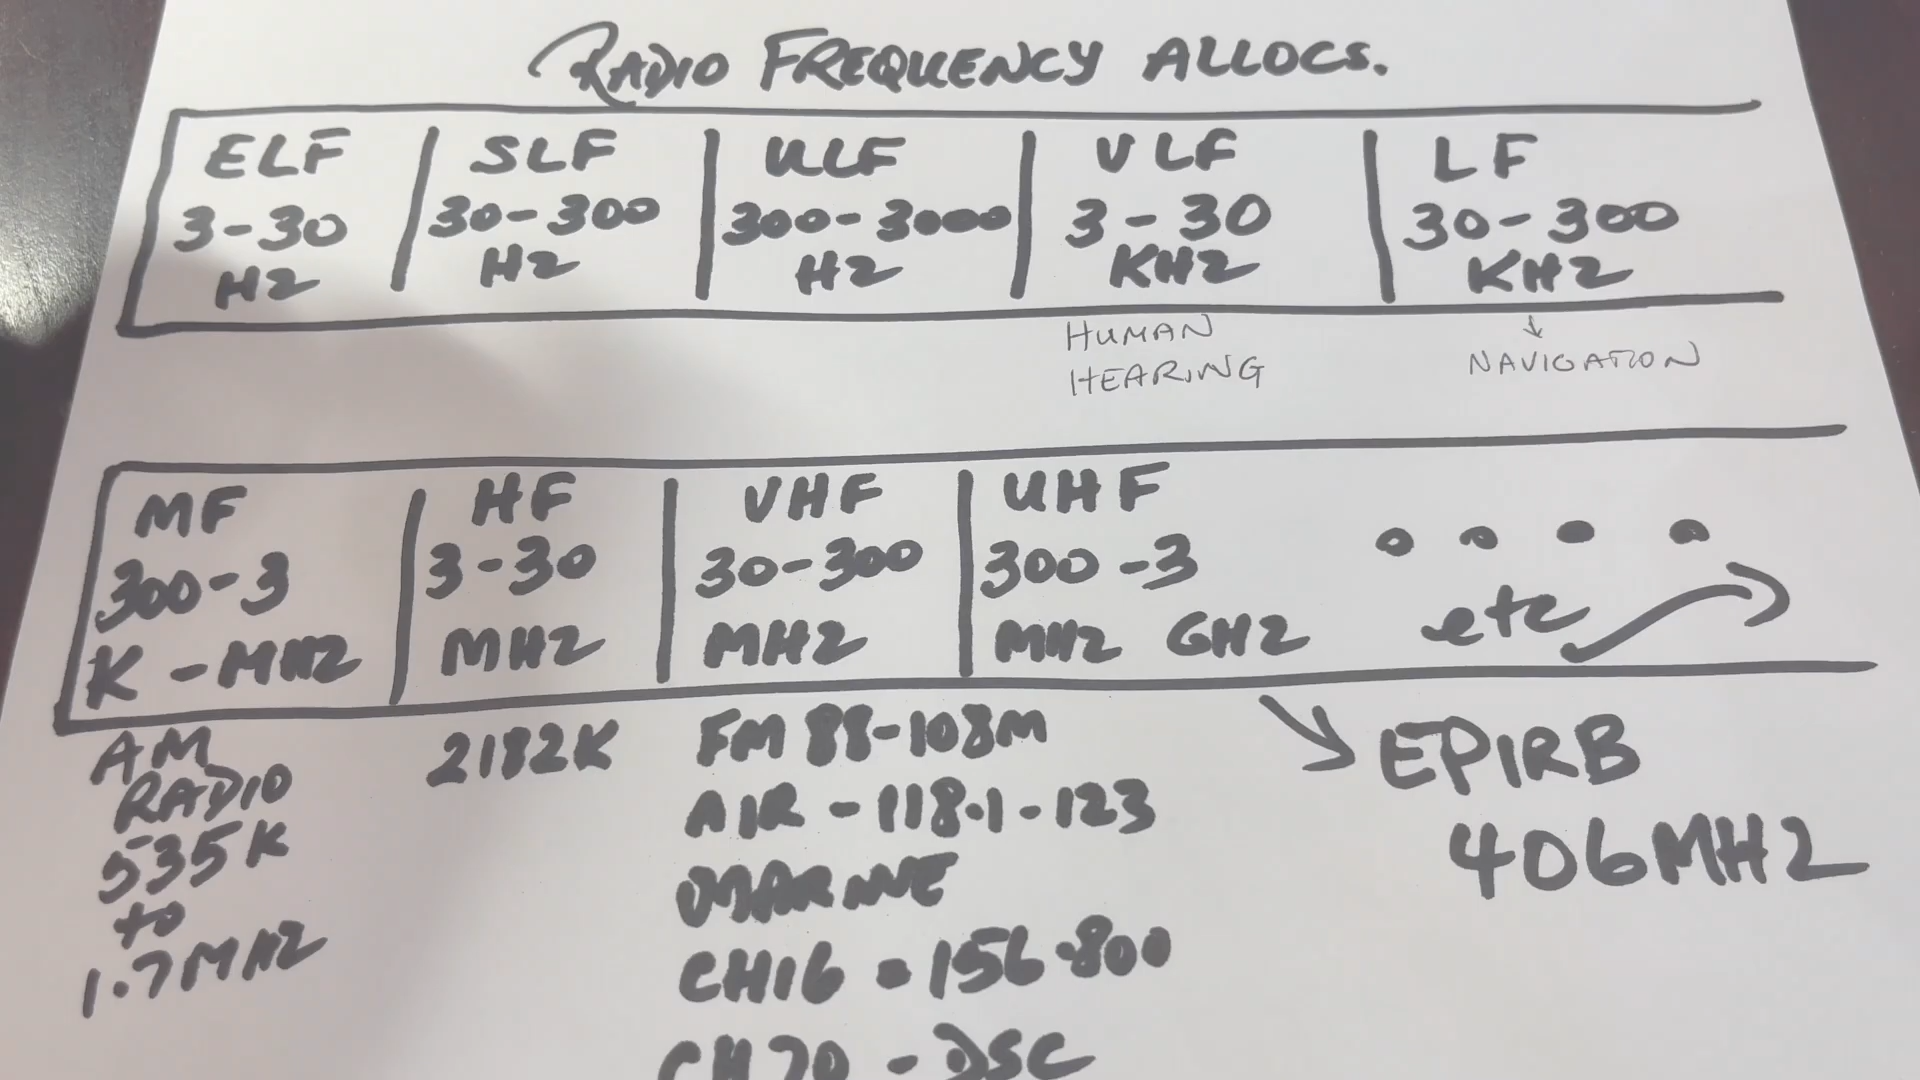 RADIO FREQUENCY ALLOCS.
ELF
3-30
HZ
SLF
30-300
HZ
ULF
300-3000
HZ
VLF
3-30
KHZ
LF
30-300
KHZ
HUMAN
HEARING
NAVIGATION
MF
300-3
K-MHZ
HF
3-30
MHZ
VHF
30-300
MHZ
UHF
300-3
MHZ GHZ
. . . .
etc
AM
RADIO
535K
to
1.7MHZ
2182K
FM 88-108M
AIR - 118.1 - 123
MARINE
CH16 - 156.800
CH70 - DSC
EPIRB
406MHZ